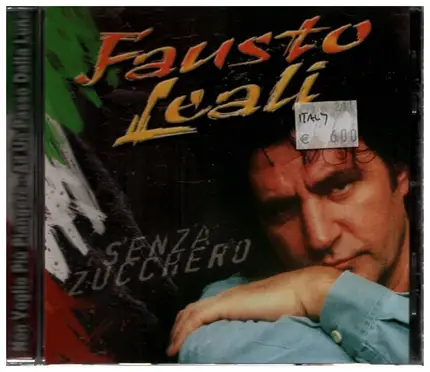 Fausto
Leali
ITALY
€ 6.00
SENZA
ZUCCHERO
Non Voglio Più Piangere
A Un Passo Dalla Luna